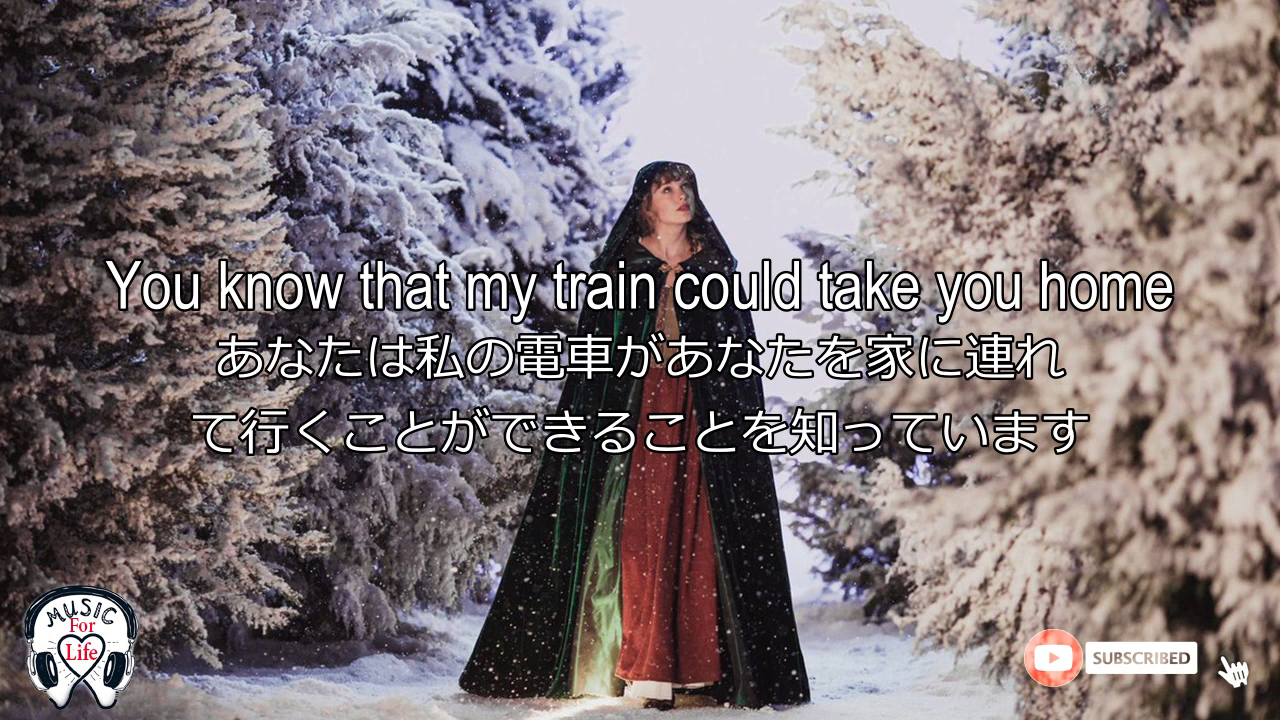 You know that my train could take you home
あなたは私の電車があなたを家に連れ
て行くことができることを知っています
MUSIC
For
Life
SUBSCRIBED